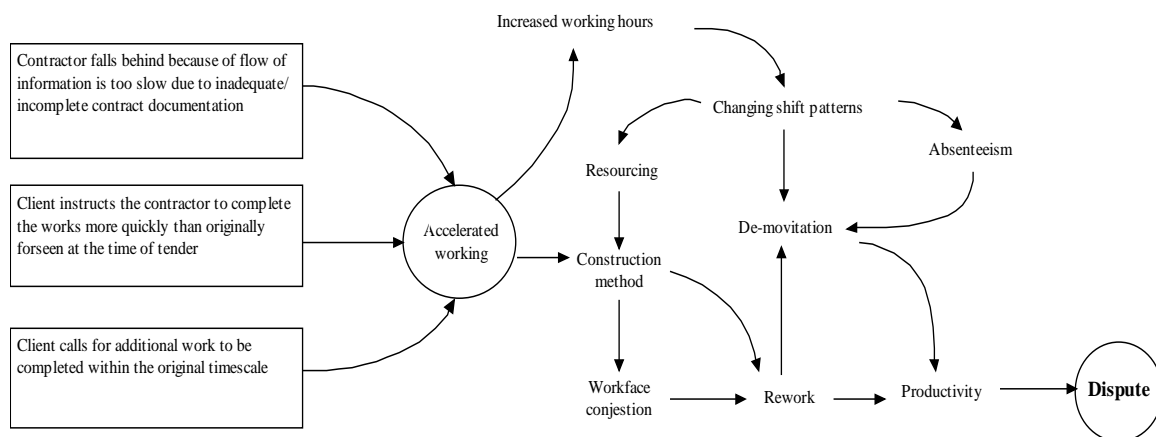 Increased working hours
Contractor falls behind because of flow of
information is too slow due to inadequate/
incomplete contract documentation
Changing shift patterns
Absenteeism
Resourcing
Client instructs the contractor to complete
the works more quickly than originally
forseen at the time of tender
Accelerated
working
De-movitation
Construction
method
Client calls for additional work to be
completed within the original timescale
Workface
conjestion
Rework
Productivity
Dispute